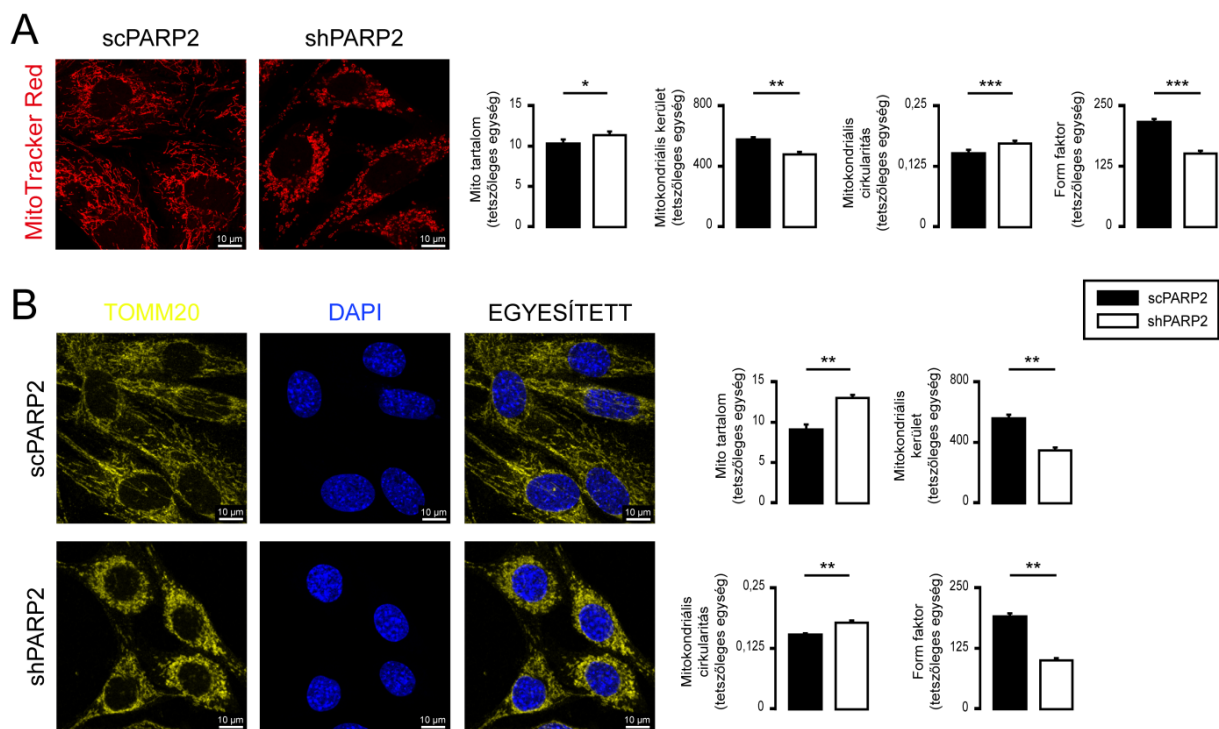 A
scPARP2
shPARP2
MitoTracker Red
10 µm
10 µm
Mito tartalom
(tetszőleges egység)
15
10
5
0
*
Mitokondriális kerület
(tetszőleges egység)
800
400
0
**
Mitokondriális
cirkularitás
(tetszőleges egység)
0,25
0,125
0
***
Form faktor
(tetszőleges egység)
250
125
0
***
B
TOMM20
DAPI
EGYESÍTETT
scPARP2
shPARP2
scPARP2
10 µm
10 µm
10 µm
Mito tartalom
(tetszőleges egység)
15
12
9
6
3
0
**
Mitokondriális
kerület
(tetszőleges egység)
800
400
0
**
shPARP2
10 µm
10 µm
10 µm
Mitokondriális
cirkularitás
(tetszőleges egység)
0,25
0,125
0
**
Form faktor
(tetszőleges egység)
250
125
0
**